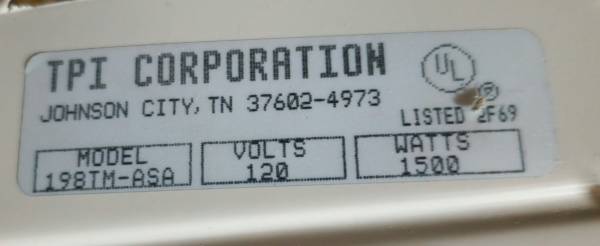 TPI CORPORATION
JOHNSON CITY, TN 37602-4973
UL ®
LISTED 2F69
MODEL VOLTS WATTS
198TM-ASA 120 1500